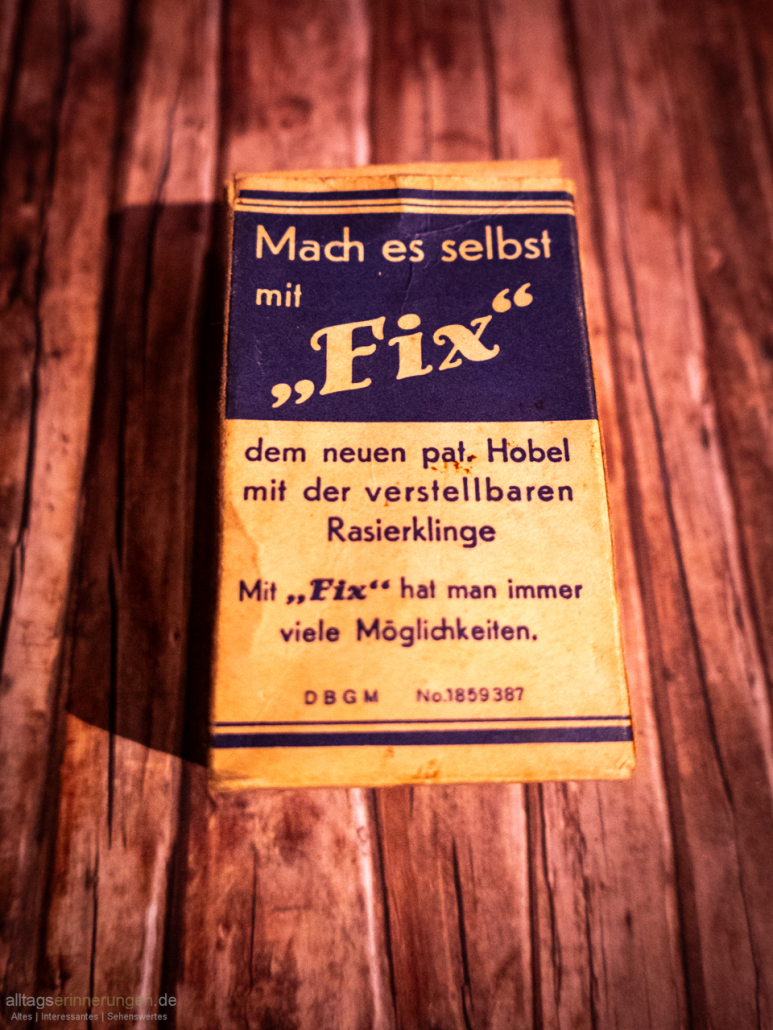 Mach es selbst
mit
„Fix“
dem neuen pat. Hobel
mit der verstellbaren
Rasierklinge
Mit „Fix“ hat man immer
viele Möglichkeiten.
DBGM No.1859387
alltagserinnerungen.de
Altes | Interessantes | Sehenswertes